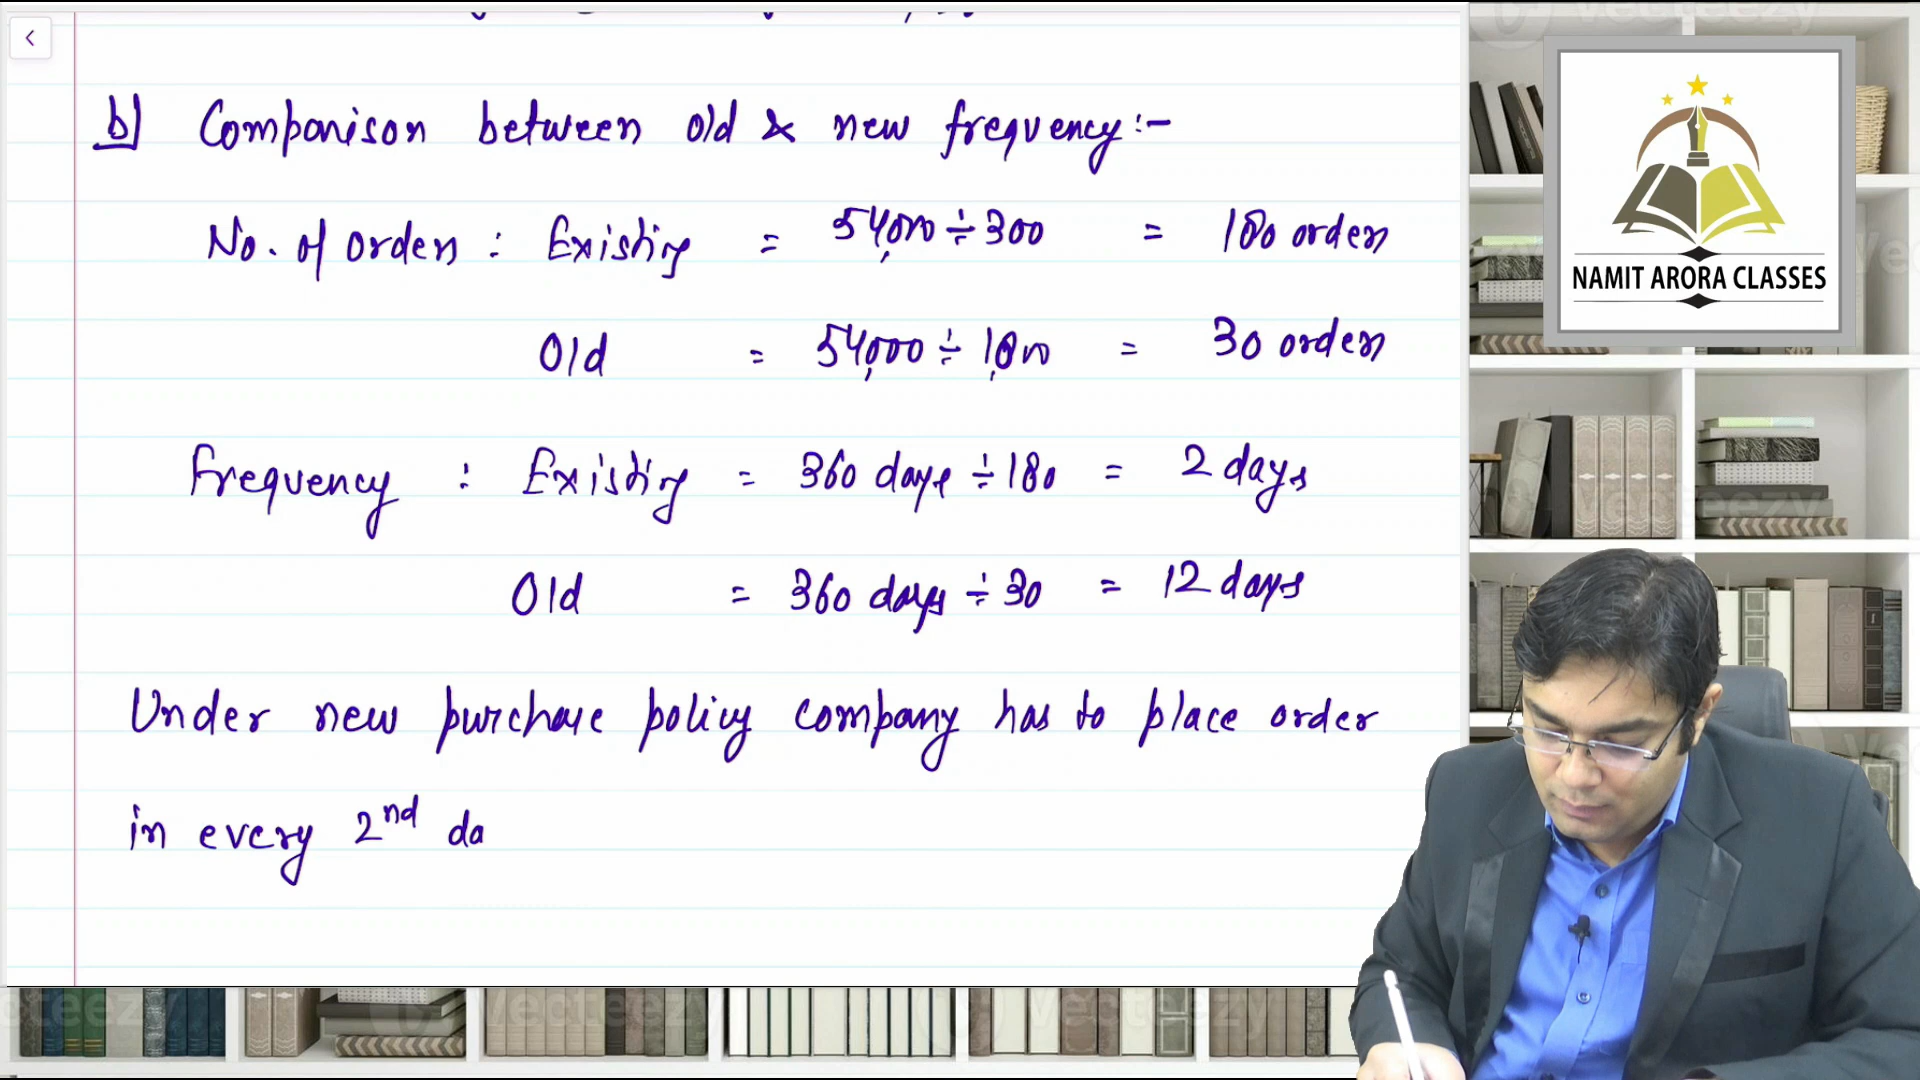 b) Comparison between old & new frequency:-
No. of orders : Existing = 54,000 ÷ 300 = 180 orders
Old = 54,000 ÷ 1,800 = 30 orders
Frequency : Existing = 360 days ÷ 180 = 2 days
Old = 360 days ÷ 30 = 12 days
Under new purchase policy company has to place order
in every 2nd da
NAMIT ARORA CLASSES